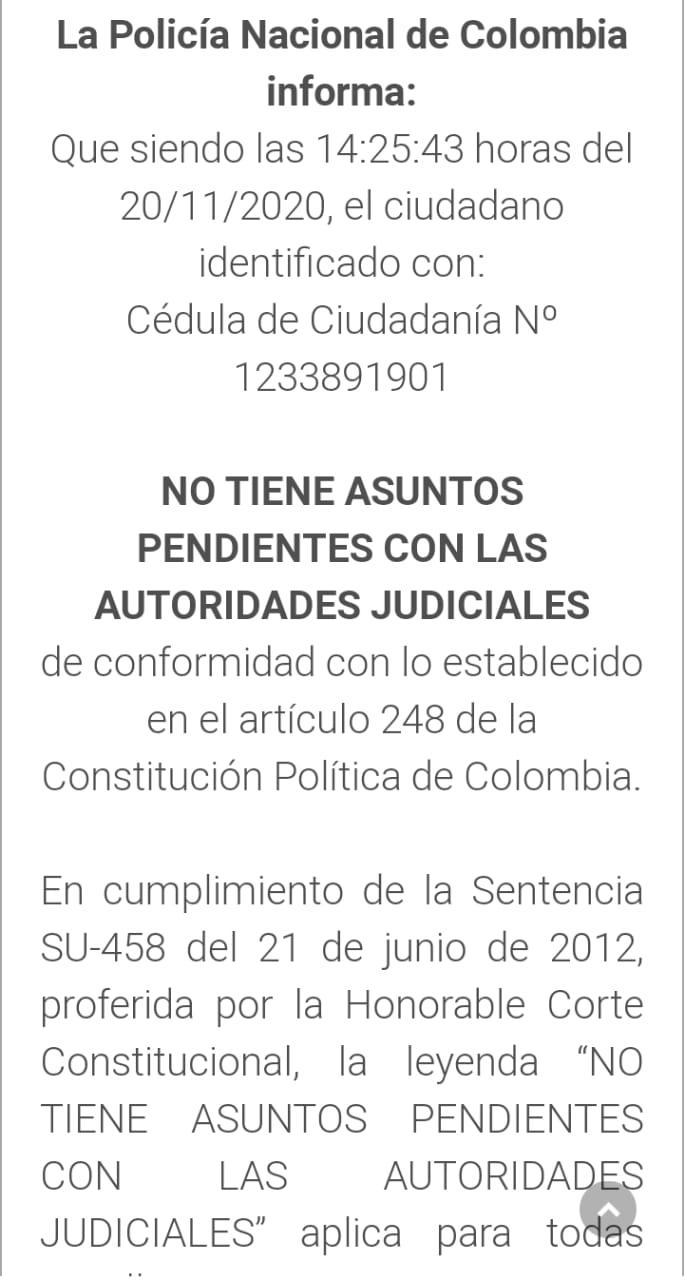 La Policía Nacional de Colombia
informa:
Que siendo las 14:25:43 horas del
20/11/2020, el ciudadano
identificado con:
Cédula de Ciudadanía Nº
1233891901
NO TIENE ASUNTOS
PENDIENTES CON LAS
AUTORIDADES JUDICIALES
de conformidad con lo establecido
en el artículo 248 de la
Constitución Política de Colombia.
En cumplimiento de la Sentencia
SU-458 del 21 de junio de 2012,
proferida por la Honorable Corte
Constitucional, la leyenda “NO
TIENE ASUNTOS PENDIENTES
CON LAS AUTORIDADES
JUDICIALES” aplica para todas